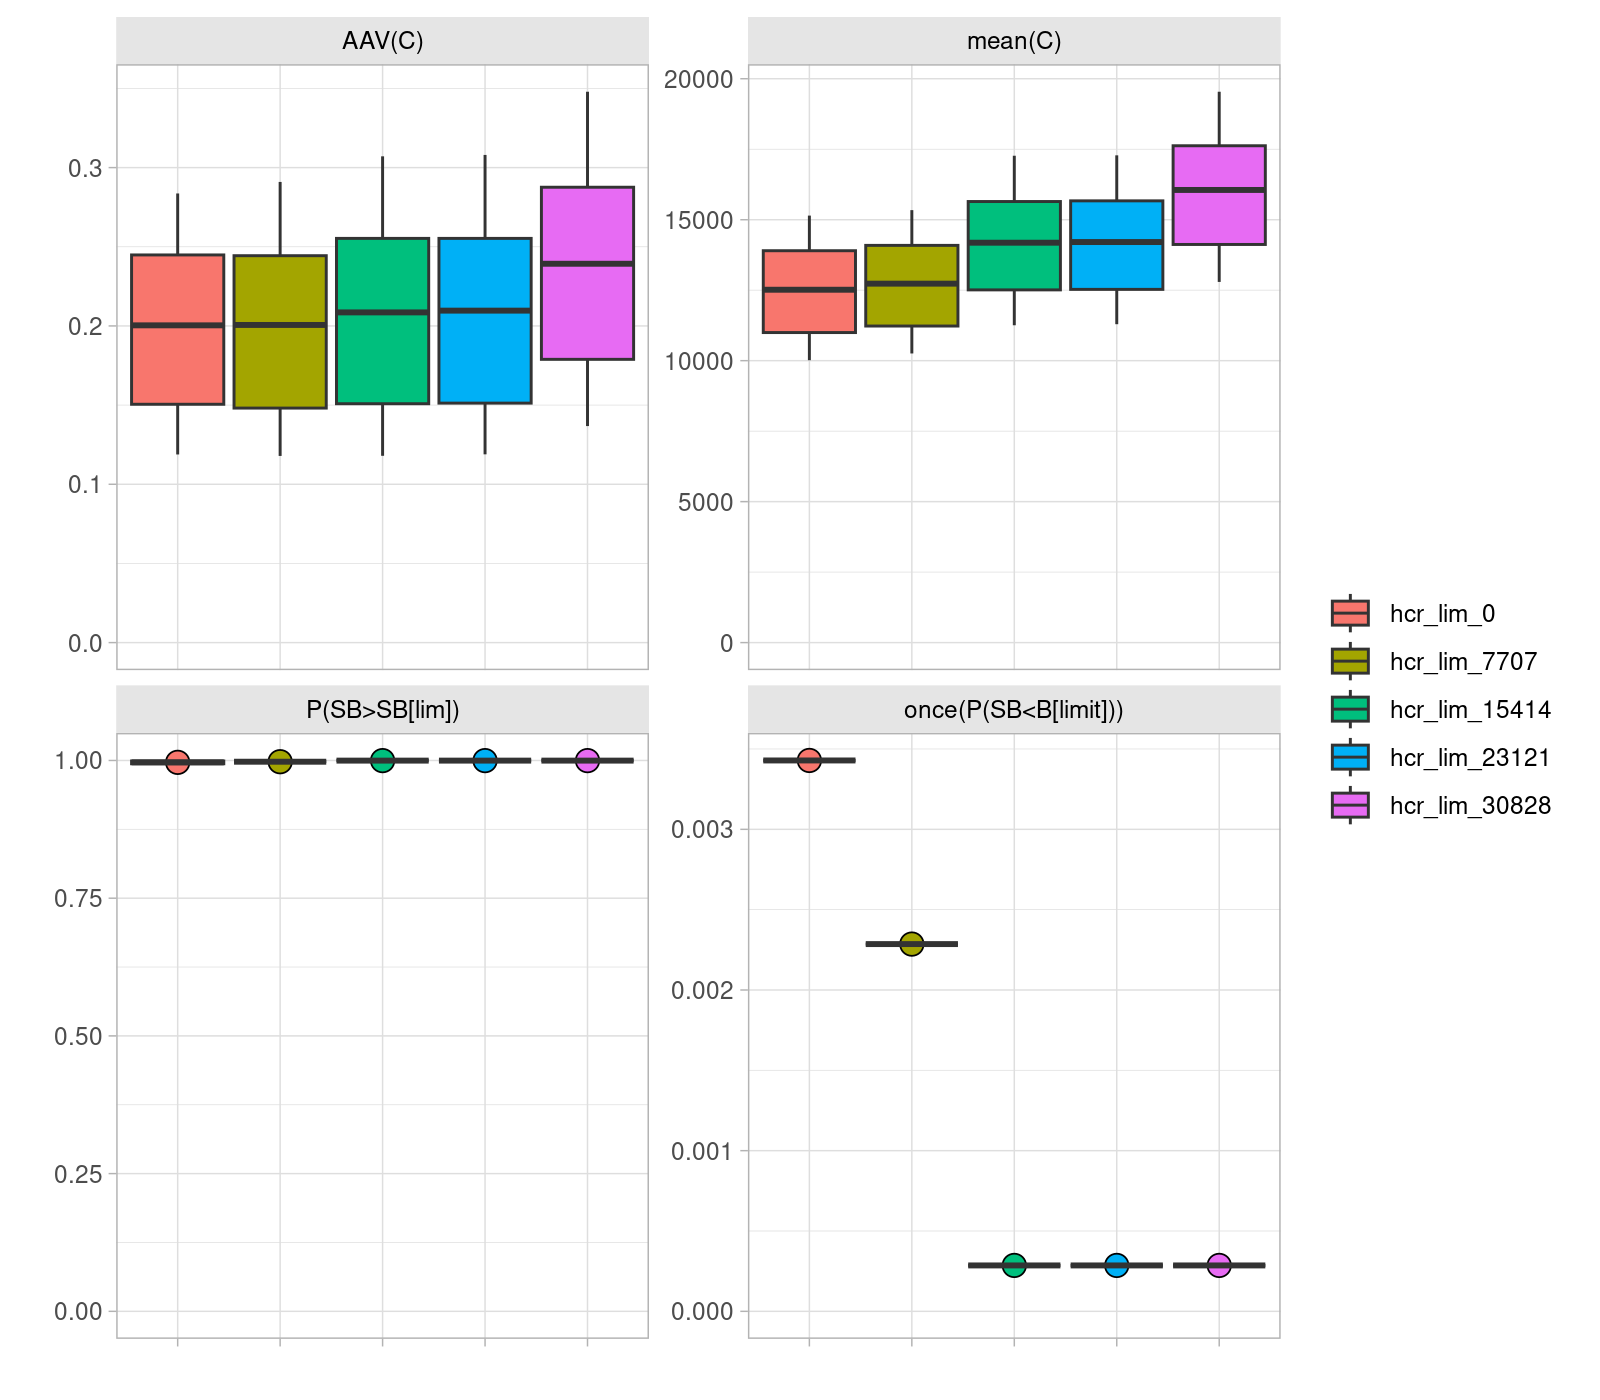 AAV(C)
mean(C)
0.3
0.2
0.1
0.0
20000
15000
10000
5000
0
P(SB>SB[lim])
once(P(SB<B[limit]))
1.00
0.75
0.50
0.25
0.00
0.003
0.002
0.001
0.000
hcr_lim_0
hcr_lim_7707
hcr_lim_15414
hcr_lim_23121
hcr_lim_30828